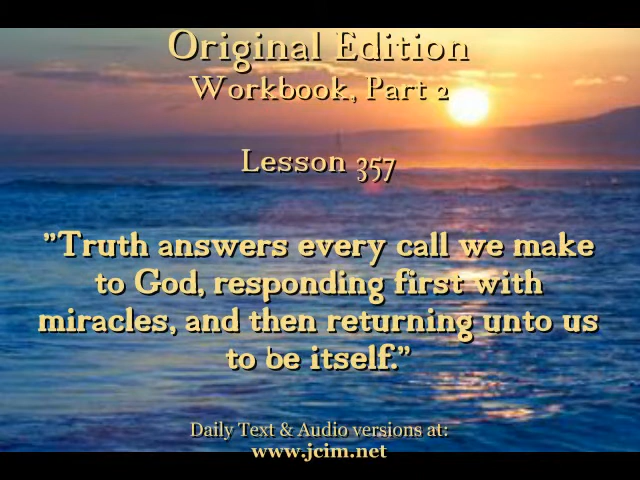 Original Edition
Workbook, Part 2
Lesson 357
"Truth answers every call we make
to God, responding first with
miracles, and then returning unto us
to be itself."
Daily Text & Audio versions at:
www.jcim.net